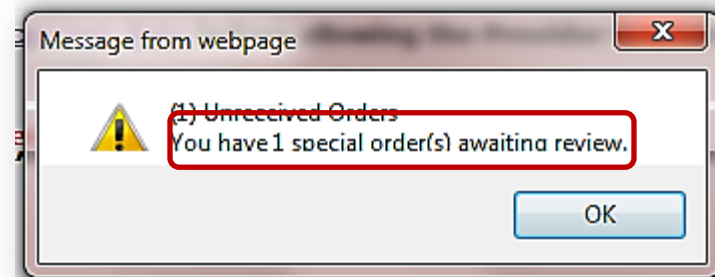 Message from webpage
(1) Unreceived Orders
You have 1 special order(s) awaiting review.
OK